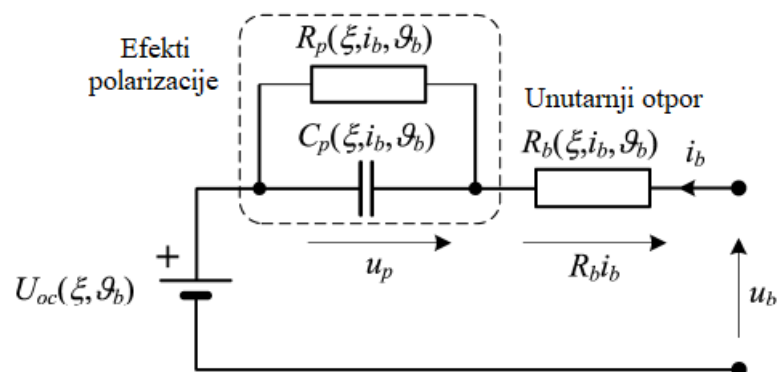 Efekti
polarizacije
R_p(ξ,i_b,ϑ_b)
C_p(ξ,i_b,ϑ_b)
Unutarnji otpor
R_b(ξ,i_b,ϑ_b)
i_b
u_p
R_b i_b
+
U_oc(ξ,ϑ_b)
u_b